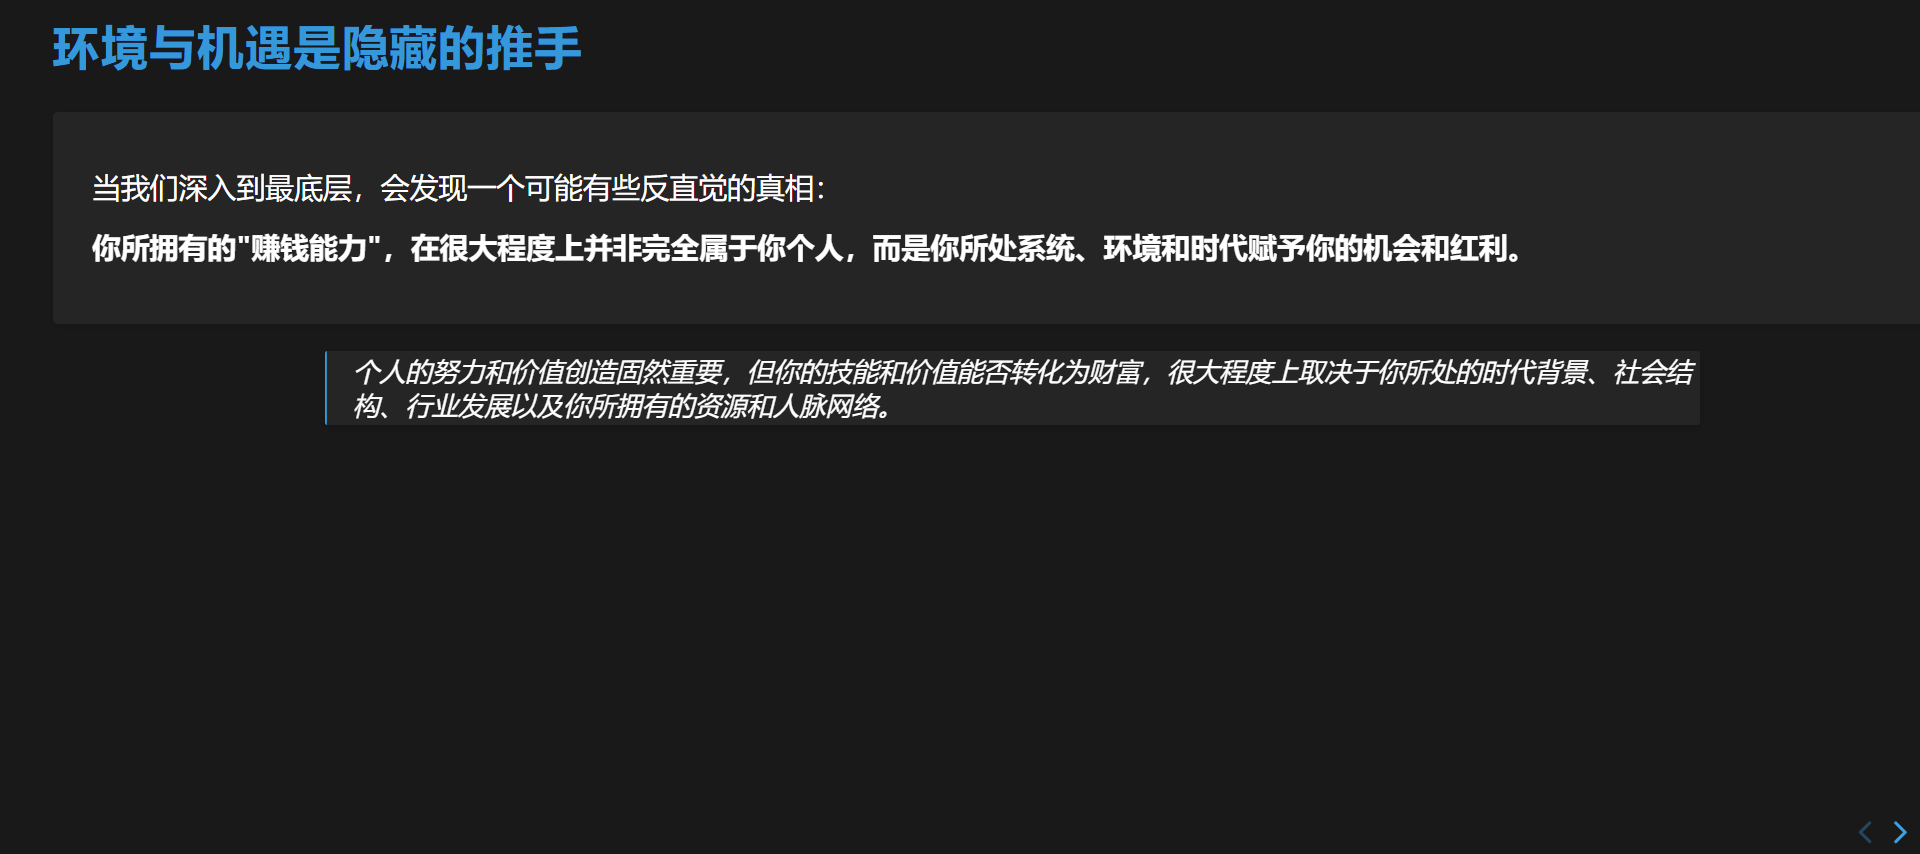 环境与机遇是隐藏的推手
当我们深入到最底层，会发现一个可能有些反直觉的真相：
你所拥有的"赚钱能力"，在很大程度上并非完全属于你个人，而是你所处系统、环境和时代赋予你的机会和红利。
个人的努力和价值创造固然重要，但你的技能和价值能否转化为财富，很大程度上取决于你所处的时代背景、社会结
构、行业发展以及你所拥有的资源和人脉网络。